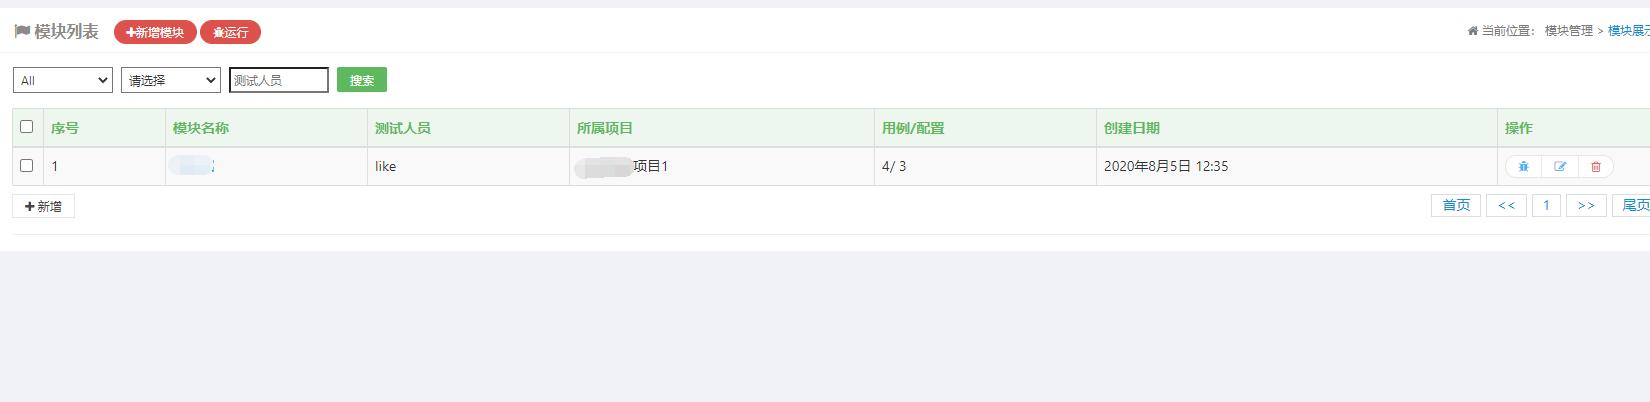 模块列表 新增模块 运行 当前位置： 模块管理 > 模块展示
All 请选择 测试人员 搜索
序号 模块名称 测试人员 所属项目 用例/配置 创建日期 操作
1 like 项目1 4/ 3 2020年8月5日 12:35
新增 首页 << 1 >> 尾页